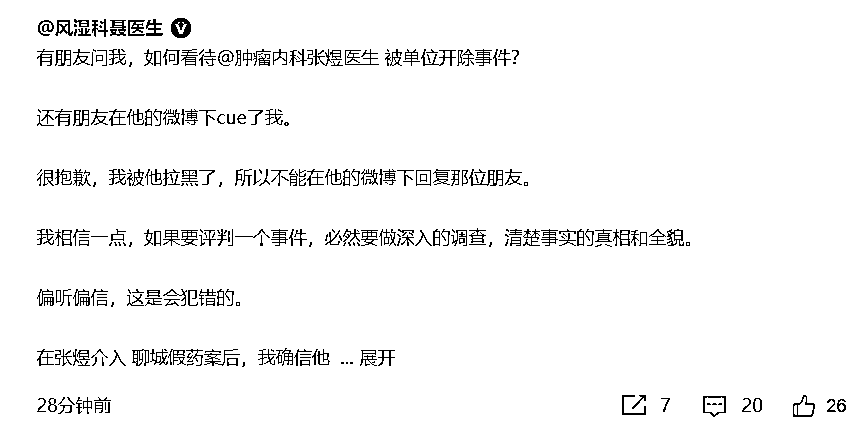 @风湿科聂医生
有朋友问我，如何看待@肿瘤内科张煜医生 被单位开除事件？
还有朋友在他的微博下cue了我。
很抱歉，我被他拉黑了，所以不能在他的微博下回复那位朋友。
我相信一点，如果要评判一个事件，必然要做深入的调查，清楚事实的真相和全貌。
偏听偏信，这是会犯错的。
在张煜介入 聊城假药案后，我确信他 ... 展开
28分钟前 7 20 26